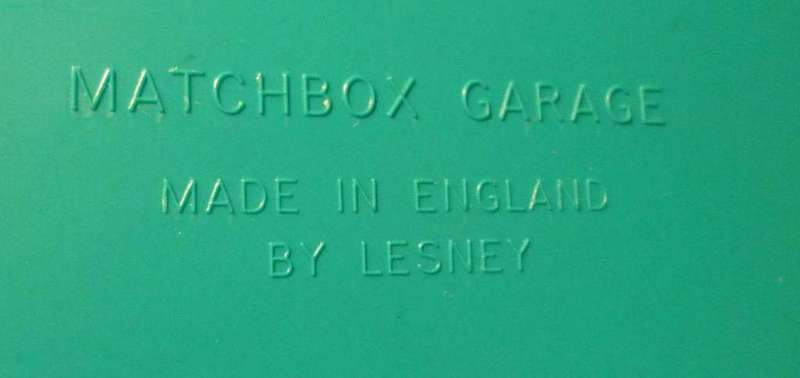 MATCHBOX GARAGE
MADE IN ENGLAND
BY LESNEY